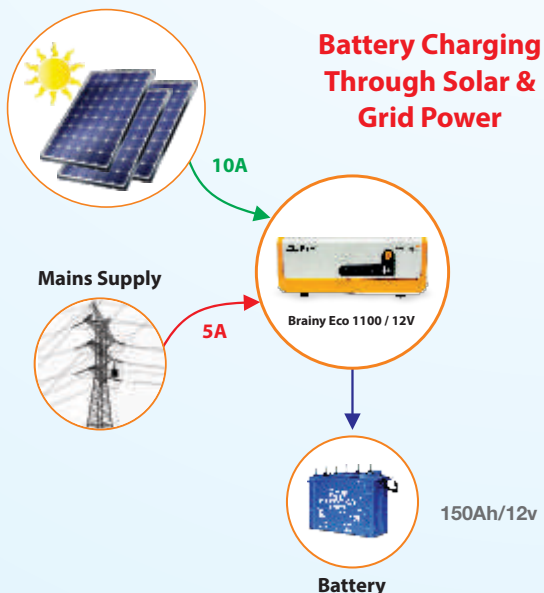 Battery Charging
Through Solar &
Grid Power
10A
Mains Supply
5A
Brainy Eco 1100 / 12V
150Ah/12v
Battery